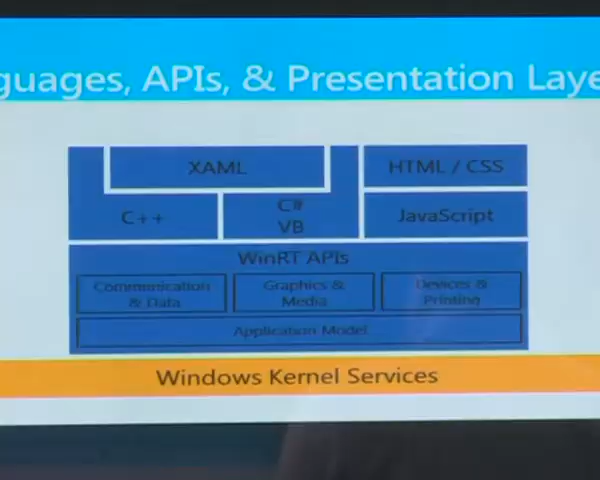 guages, APIs, & Presentation Laye
XAML
HTML / CSS
C++
C#
VB
JavaScript
WinRT APIs
Communication
& Data
Graphics &
Media
Devices &
Printing
Application Model
Windows Kernel Services